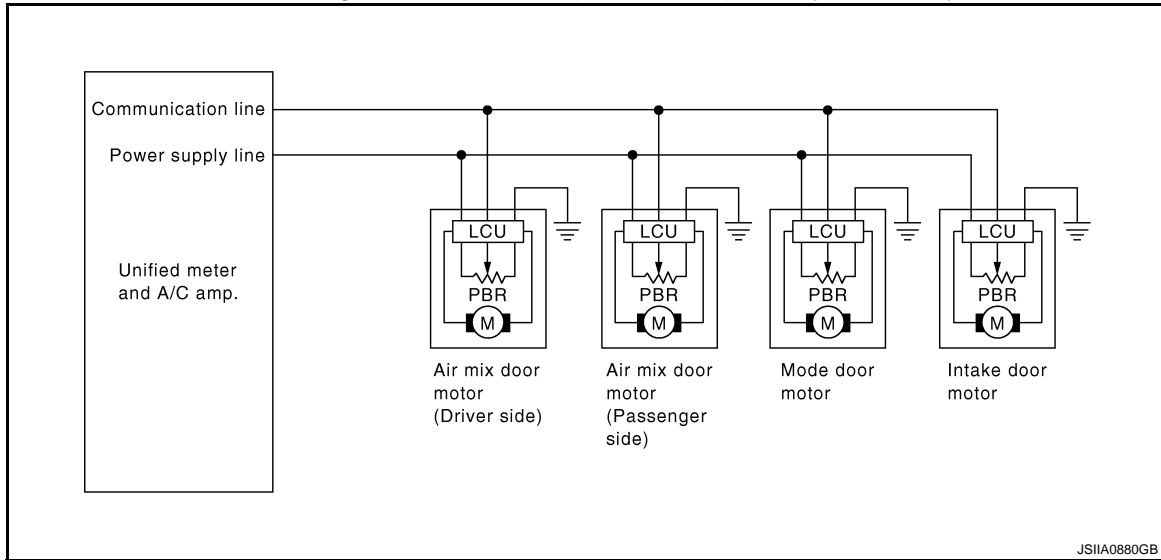 Communication line
Power supply line
Unified meter
and A/C amp.
LCU
PBR
M
Air mix door
motor
(Driver side)
LCU
PBR
M
Air mix door
motor
(Passenger
side)
LCU
PBR
M
Mode door
motor
LCU
PBR
M
Intake door
motor
JSIIA0880GB